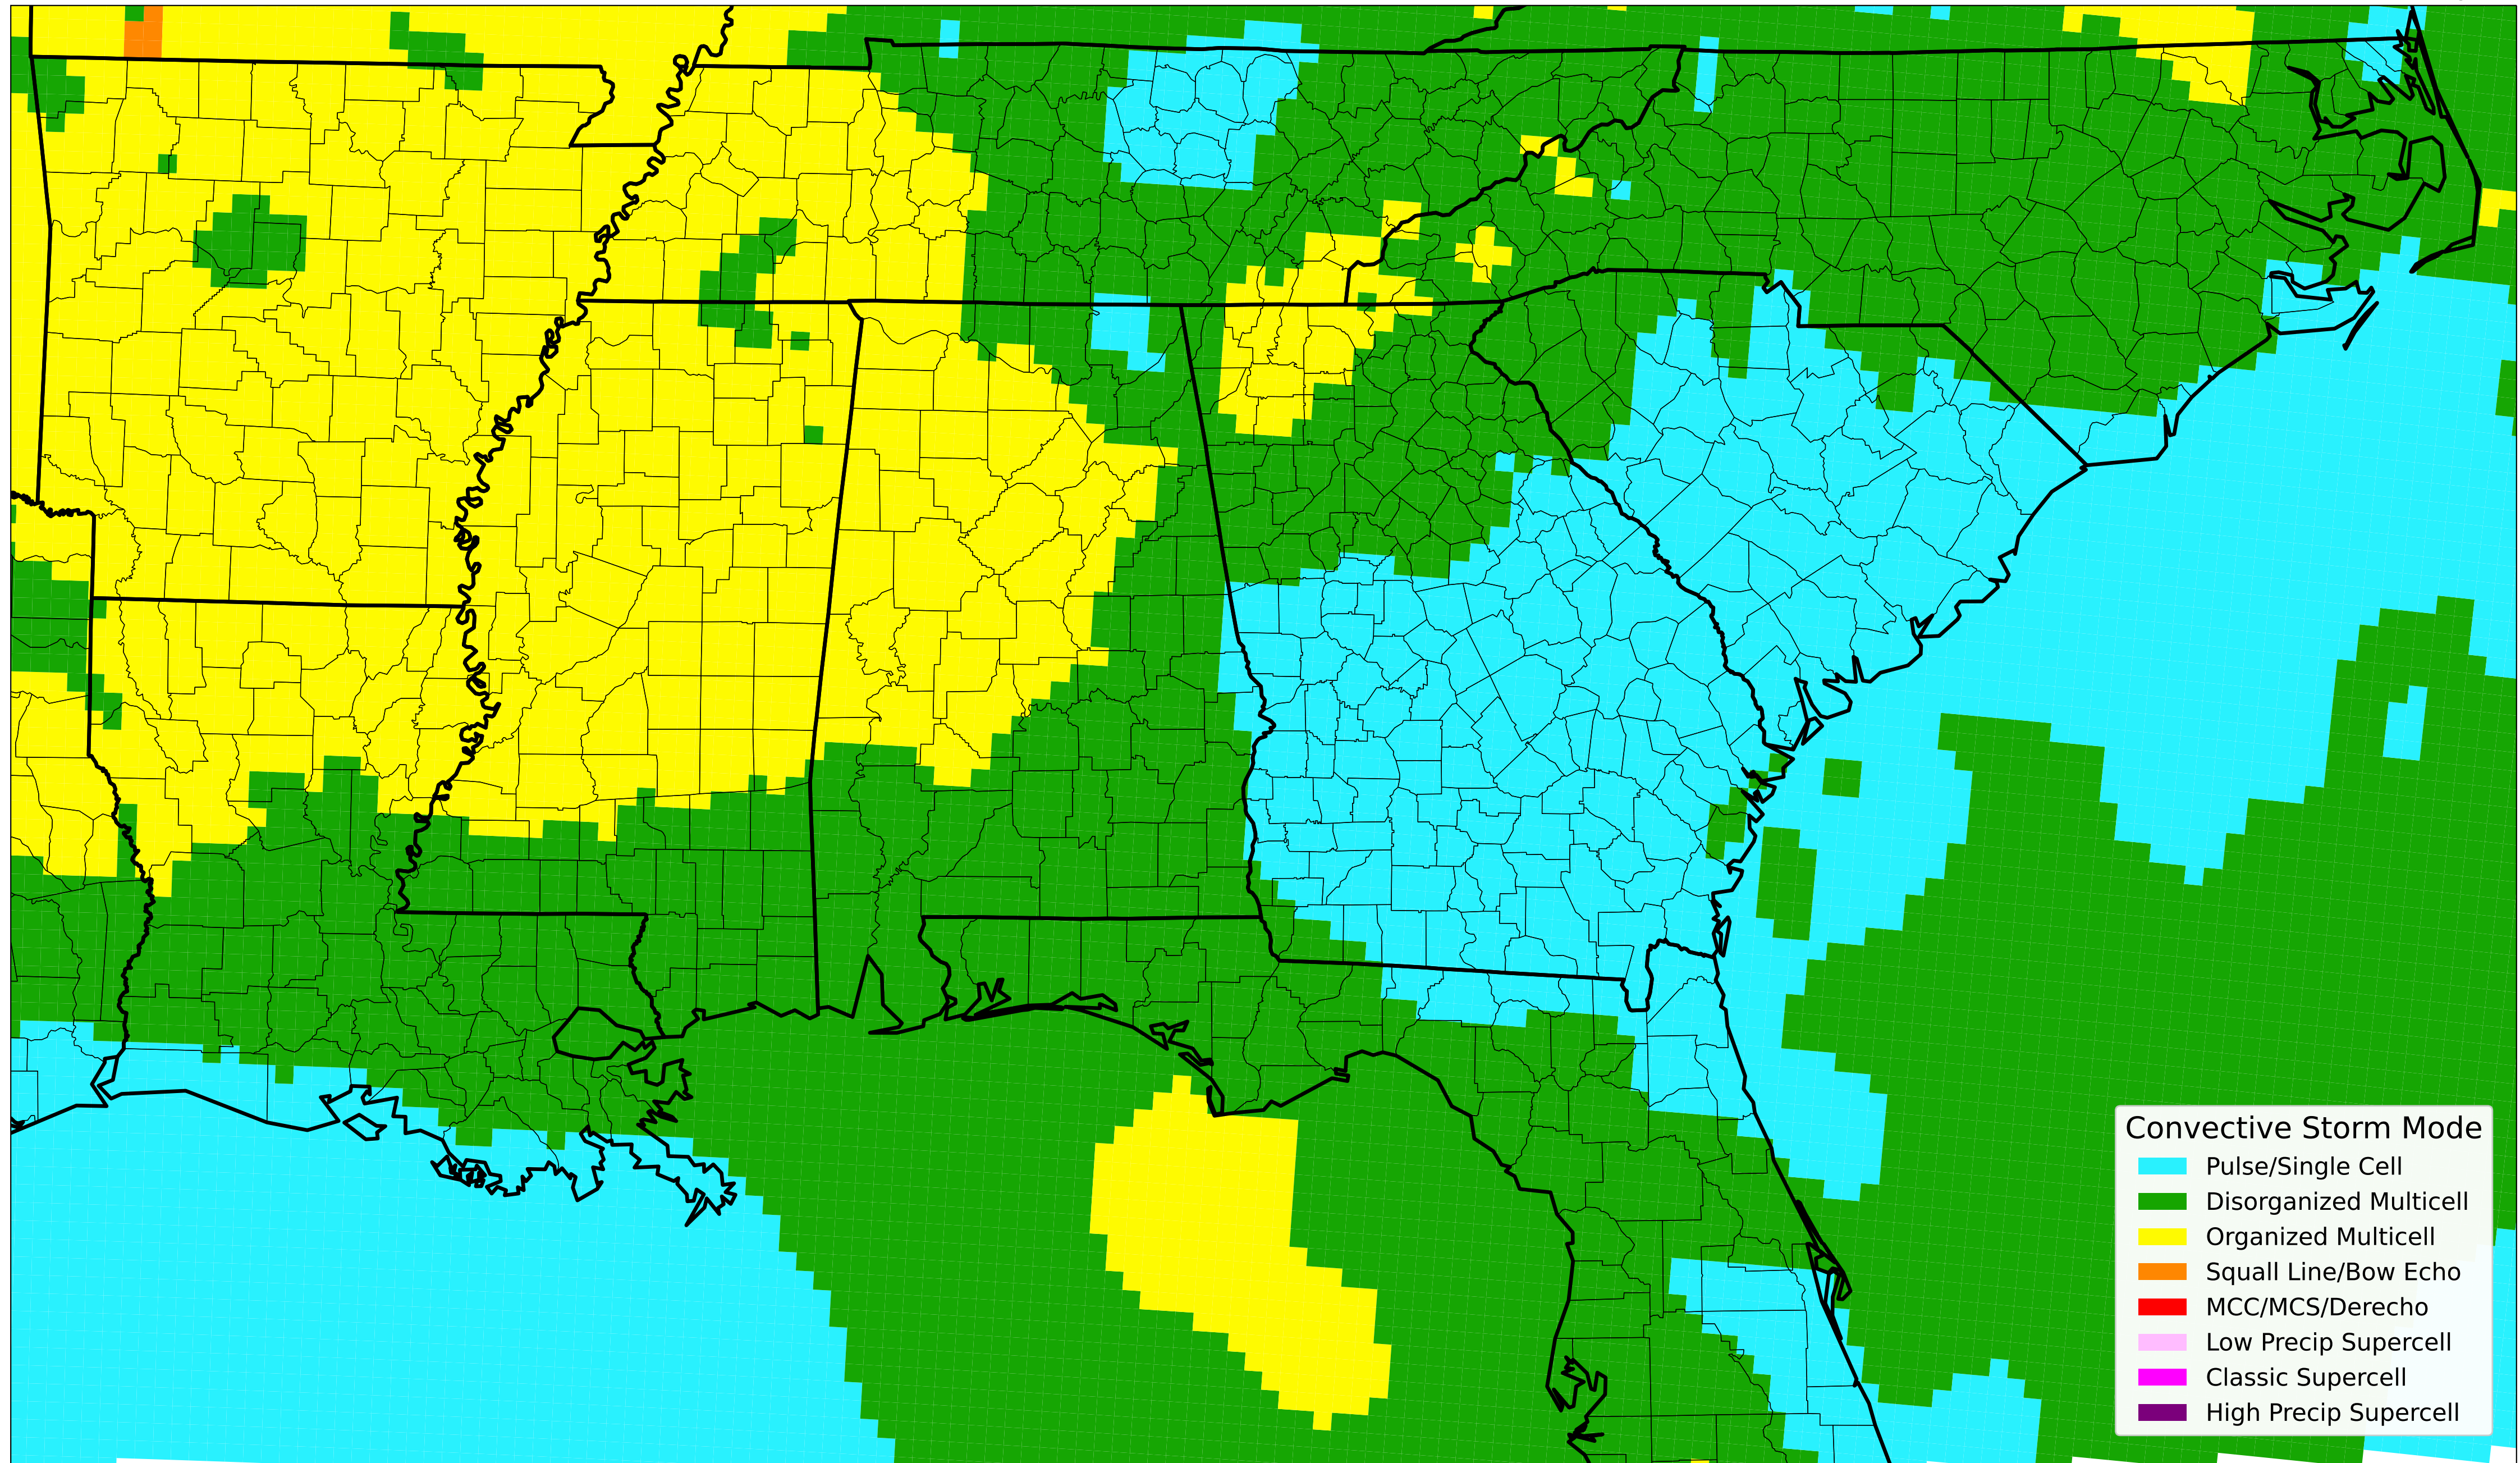 Convective Storm Mode
Pulse/Single Cell
Disorganized Multicell
Organized Multicell
Squall Line/Bow Echo
MCC/MCS/Derecho
Low Precip Supercell
Classic Supercell
High Precip Supercell